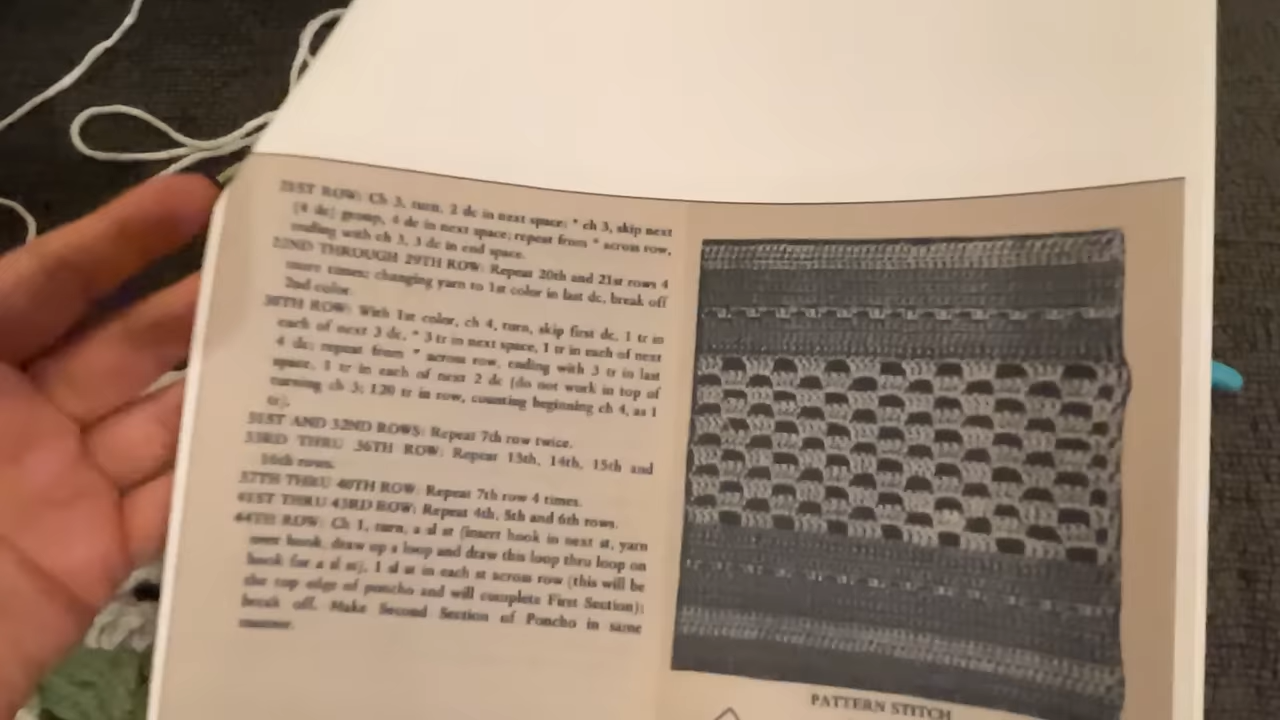 21ST ROW: Ch 3, turn, 2 dc in next space; * ch 3, skip next
(4 dc) group, 4 dc in next space; repeat from * across row,
ending with ch 3, 3 dc in end space.
22ND THROUGH 29TH ROW: Repeat 20th and 21st rows 4
more times; changing yarn to 1st color in last dc, break off
2nd color.
30TH ROW: With 1st color, ch 4, turn, skip first dc, 1 tr in
each of next 3 dc, * 3 tr in next space, 1 tr in each of next
4 dc; repeat from * across row, ending with 3 tr in last
space, 1 tr in each of next 2 dc (do not work in top of
turning ch 3; 120 tr in row, counting beginning ch 4, as 1
tr).
31ST AND 32ND ROWS: Repeat 7th row twice.
33RD THRU 36TH ROW: Repeat 13th, 14th, 15th and
16th rows.
37TH THRU 40TH ROW: Repeat 7th row 4 times.
41ST THRU 43RD ROW: Repeat 4th, 5th and 6th rows.
44TH ROW: Ch 1, turn, a sl st (insert hook in next st, yarn
over hook, draw up a loop and draw this loop thru loop on
hook for a sl st), 1 sl st in each st across row (this will be
the top edge of poncho and will complete First Section);
break off. Make Second Section of Poncho in same
manner.
PATTERN STITCH